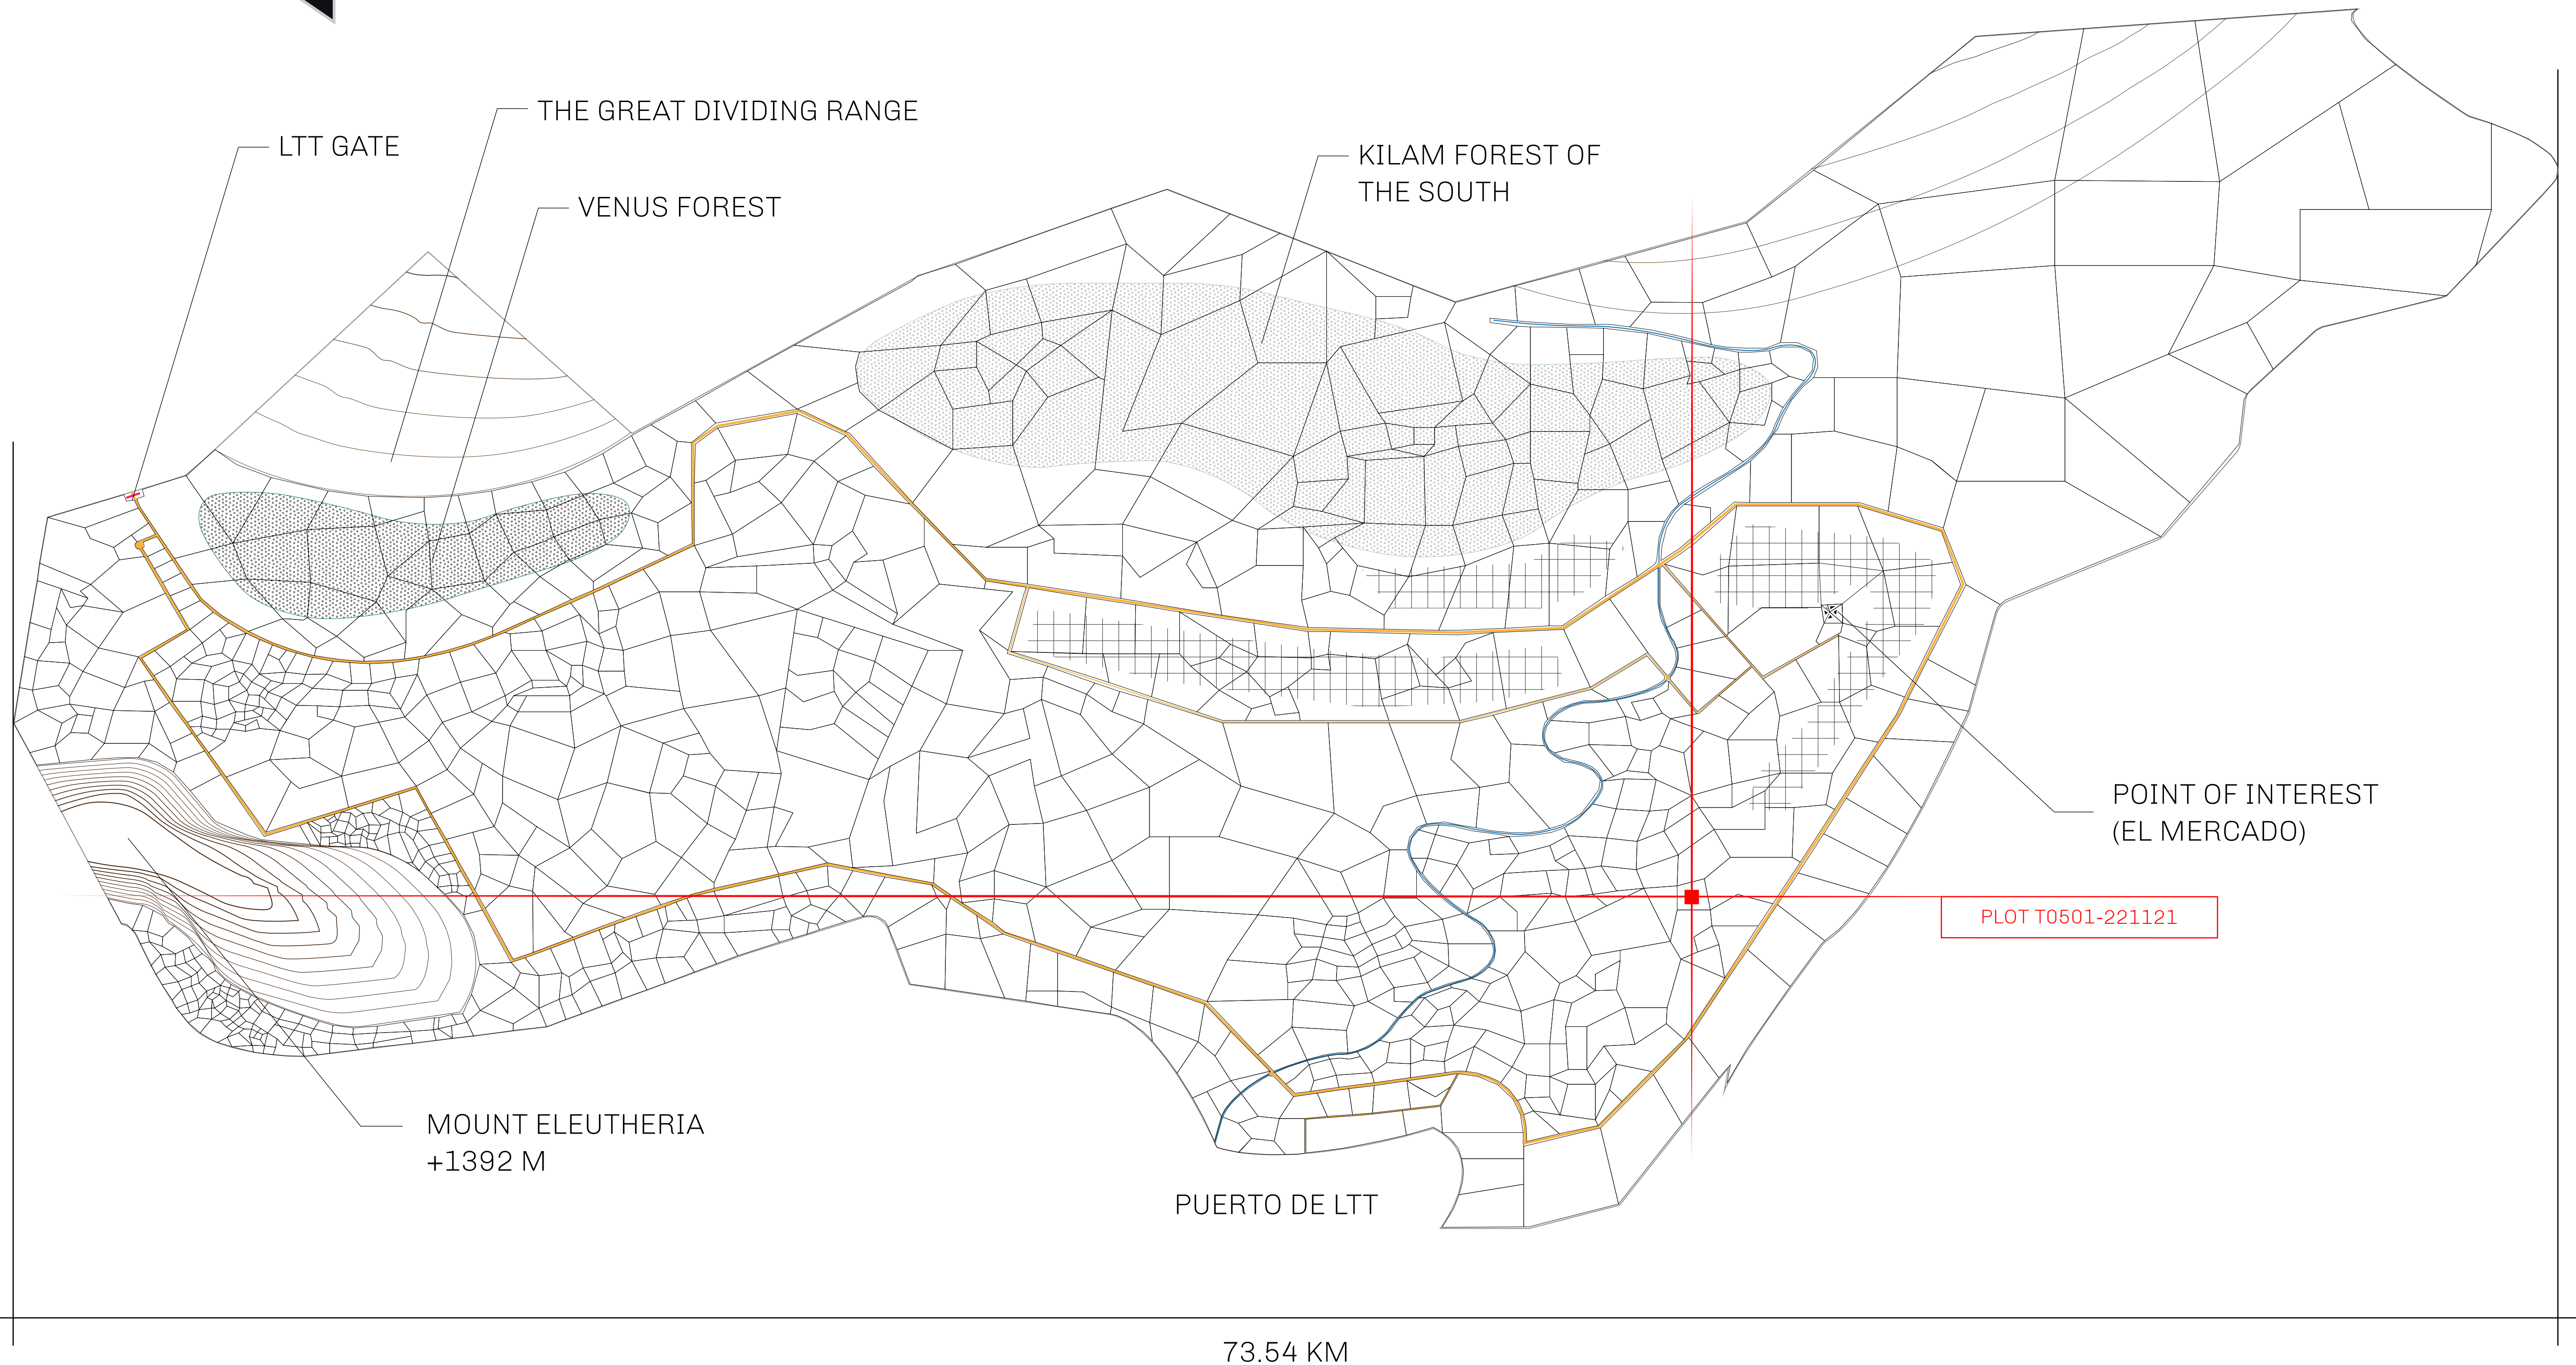 THE GREAT DIVIDING RANGE
LTT GATE
VENUS FOREST
KILAM FOREST OF
THE SOUTH
POINT OF INTEREST
(EL MERCADO)
PLOT T0501-221121
MOUNT ELEUTHERIA
+1392 M
PUERTO DE LTT
73.54 KM